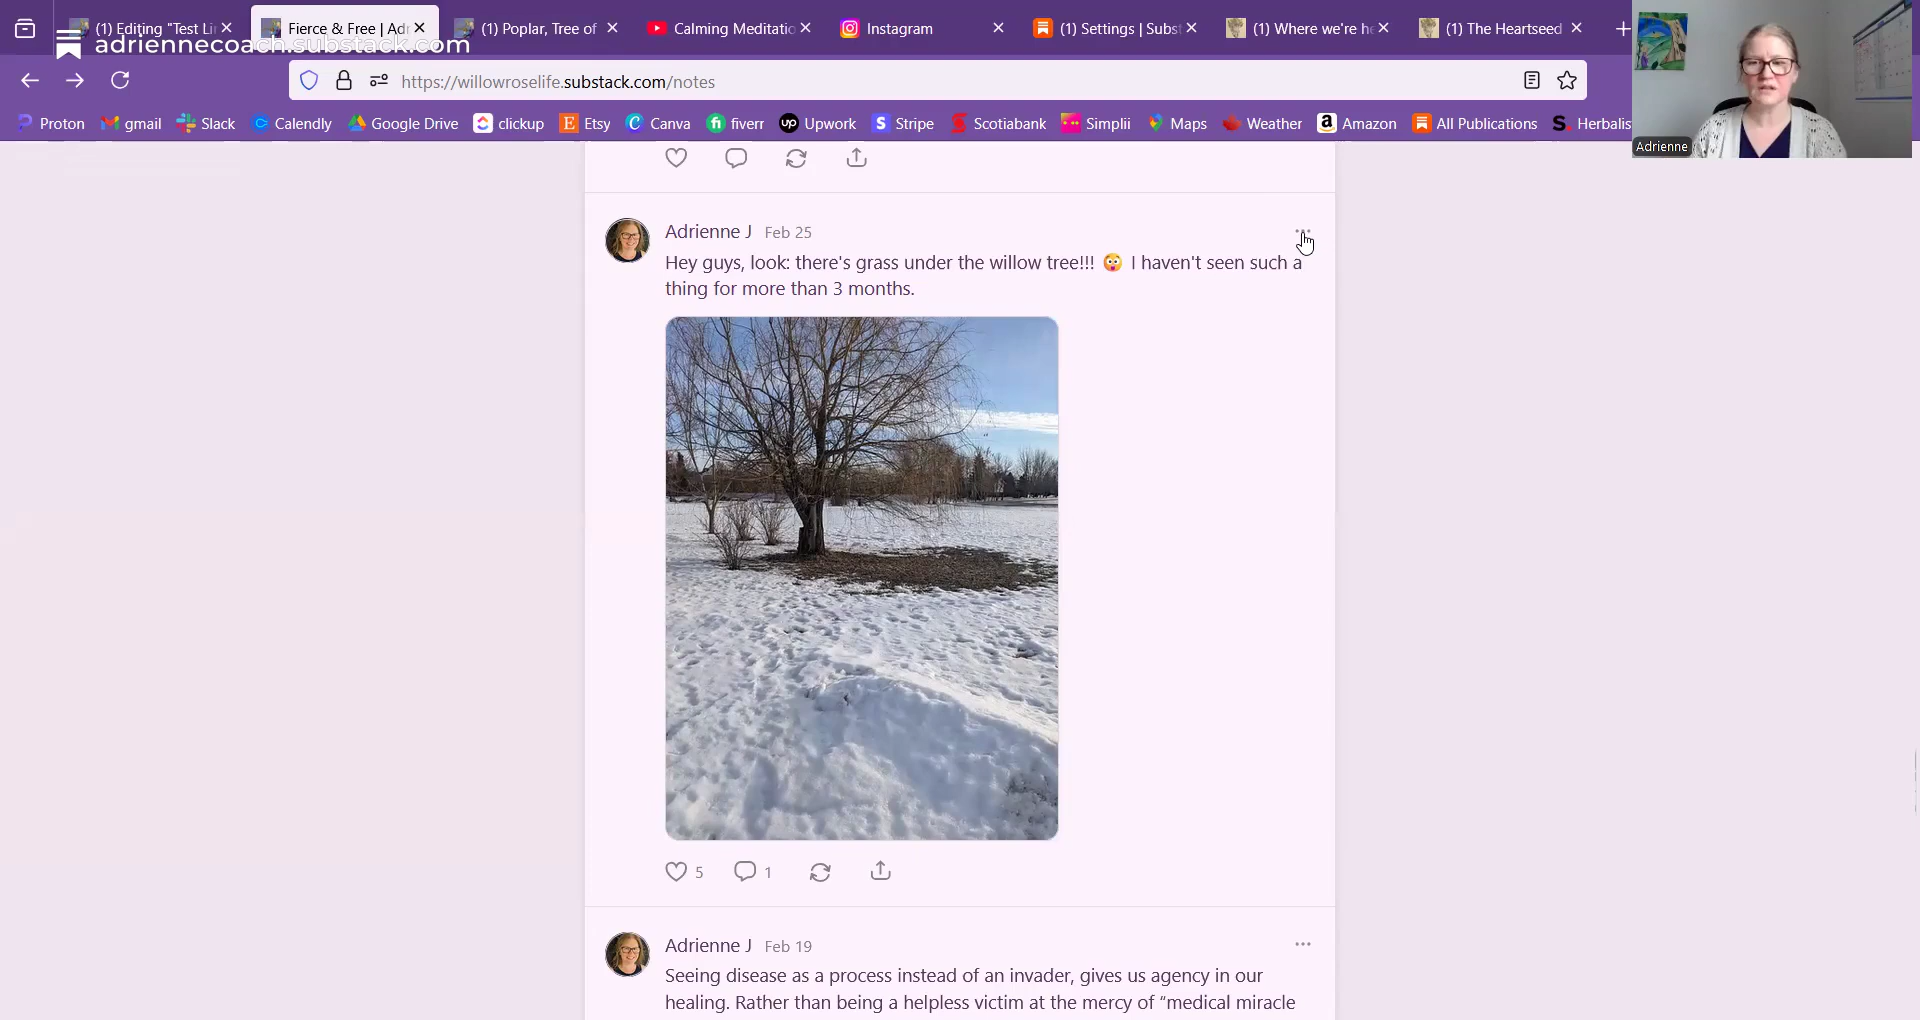 (1) Editing "Test Li
Fierce & Free | Adr
(1) Poplar, Tree of
Calming Meditatio
Instagram
(1) Settings | Subst
(1) Where we're he
(1) The Heartseed
adriennecoach.substack.com
https://willowroselife.substack.com/notes
Proton
gmail
Slack
Calendly
Google Drive
clickup
Etsy
Canva
fiverr
Upwork
Stripe
Scotiabank
Simplii
Maps
Weather
Amazon
All Publications
Herbalis
Adrienne
Adrienne J Feb 25
Hey guys, look: there's grass under the willow tree!!! 😳 I haven't seen such a
thing for more than 3 months.
5
1
Adrienne J Feb 19
Seeing disease as a process instead of an invader, gives us agency in our
healing. Rather than being a helpless victim at the mercy of “medical miracle